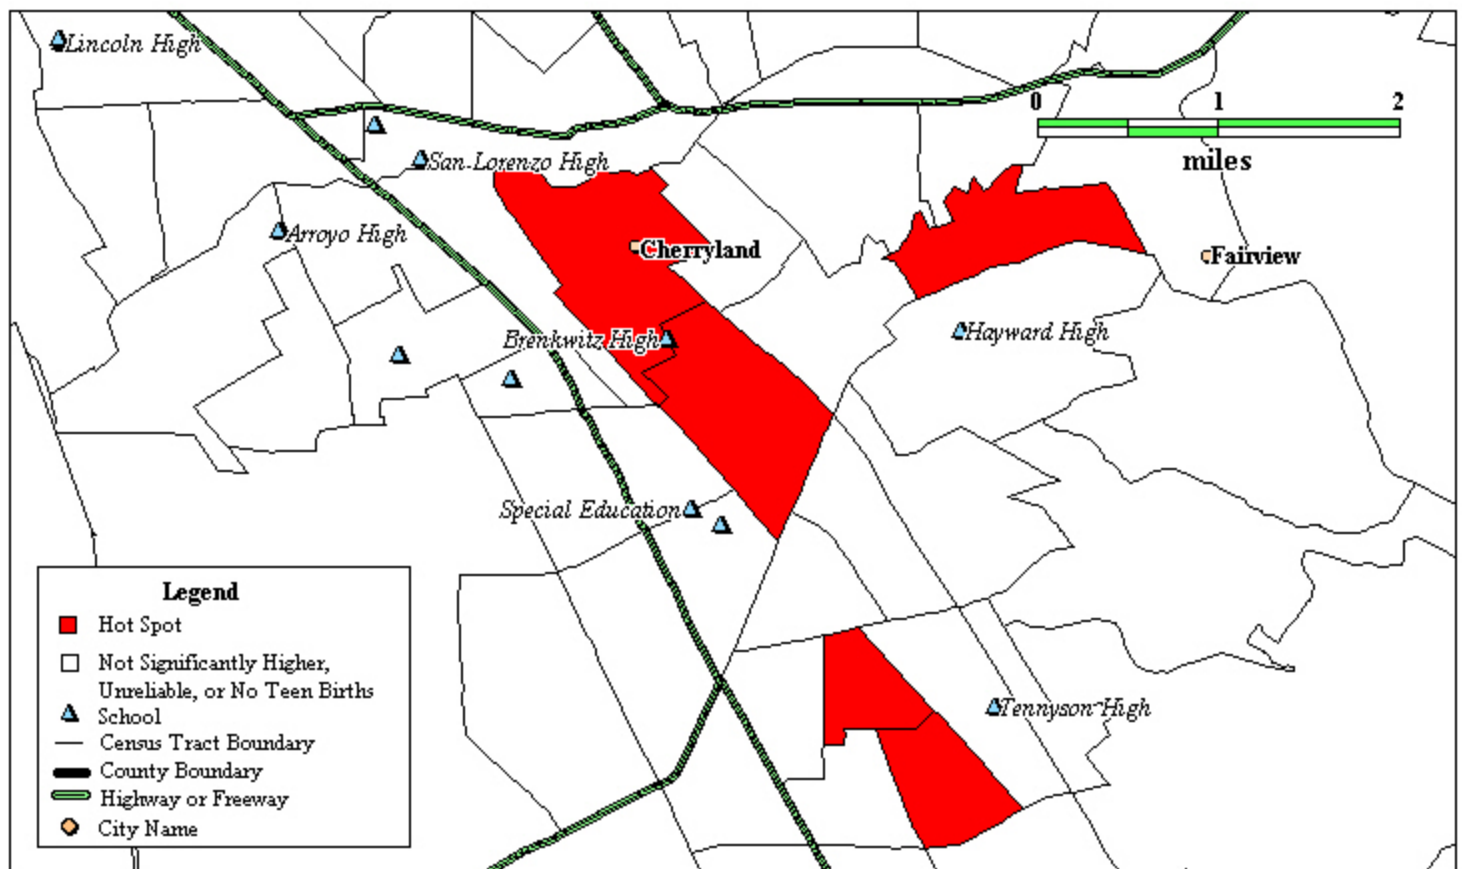 Lincoln High
0 1 2
miles
San Lorenzo High
Arroyo High
Cherryland
Fairview
Brenkwitz High
Hayward High
Special Education
Tennyson High
Legend
Hot Spot
Not Significantly Higher,
Unreliable, or No Teen Births
School
Census Tract Boundary
County Boundary
Highway or Freeway
City Name